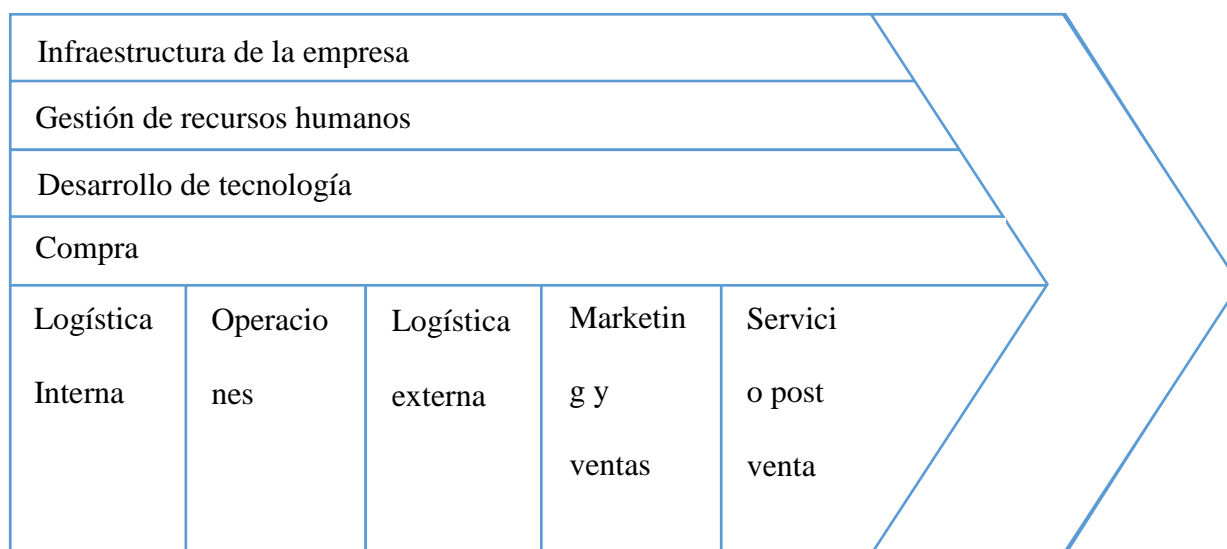 Infraestructura de la empresa
Gestión de recursos humanos
Desarrollo de tecnología
Compra
Logística
Interna
Operacio
nes
Logística
externa
Marketin
g y
ventas
Servici
o post
venta